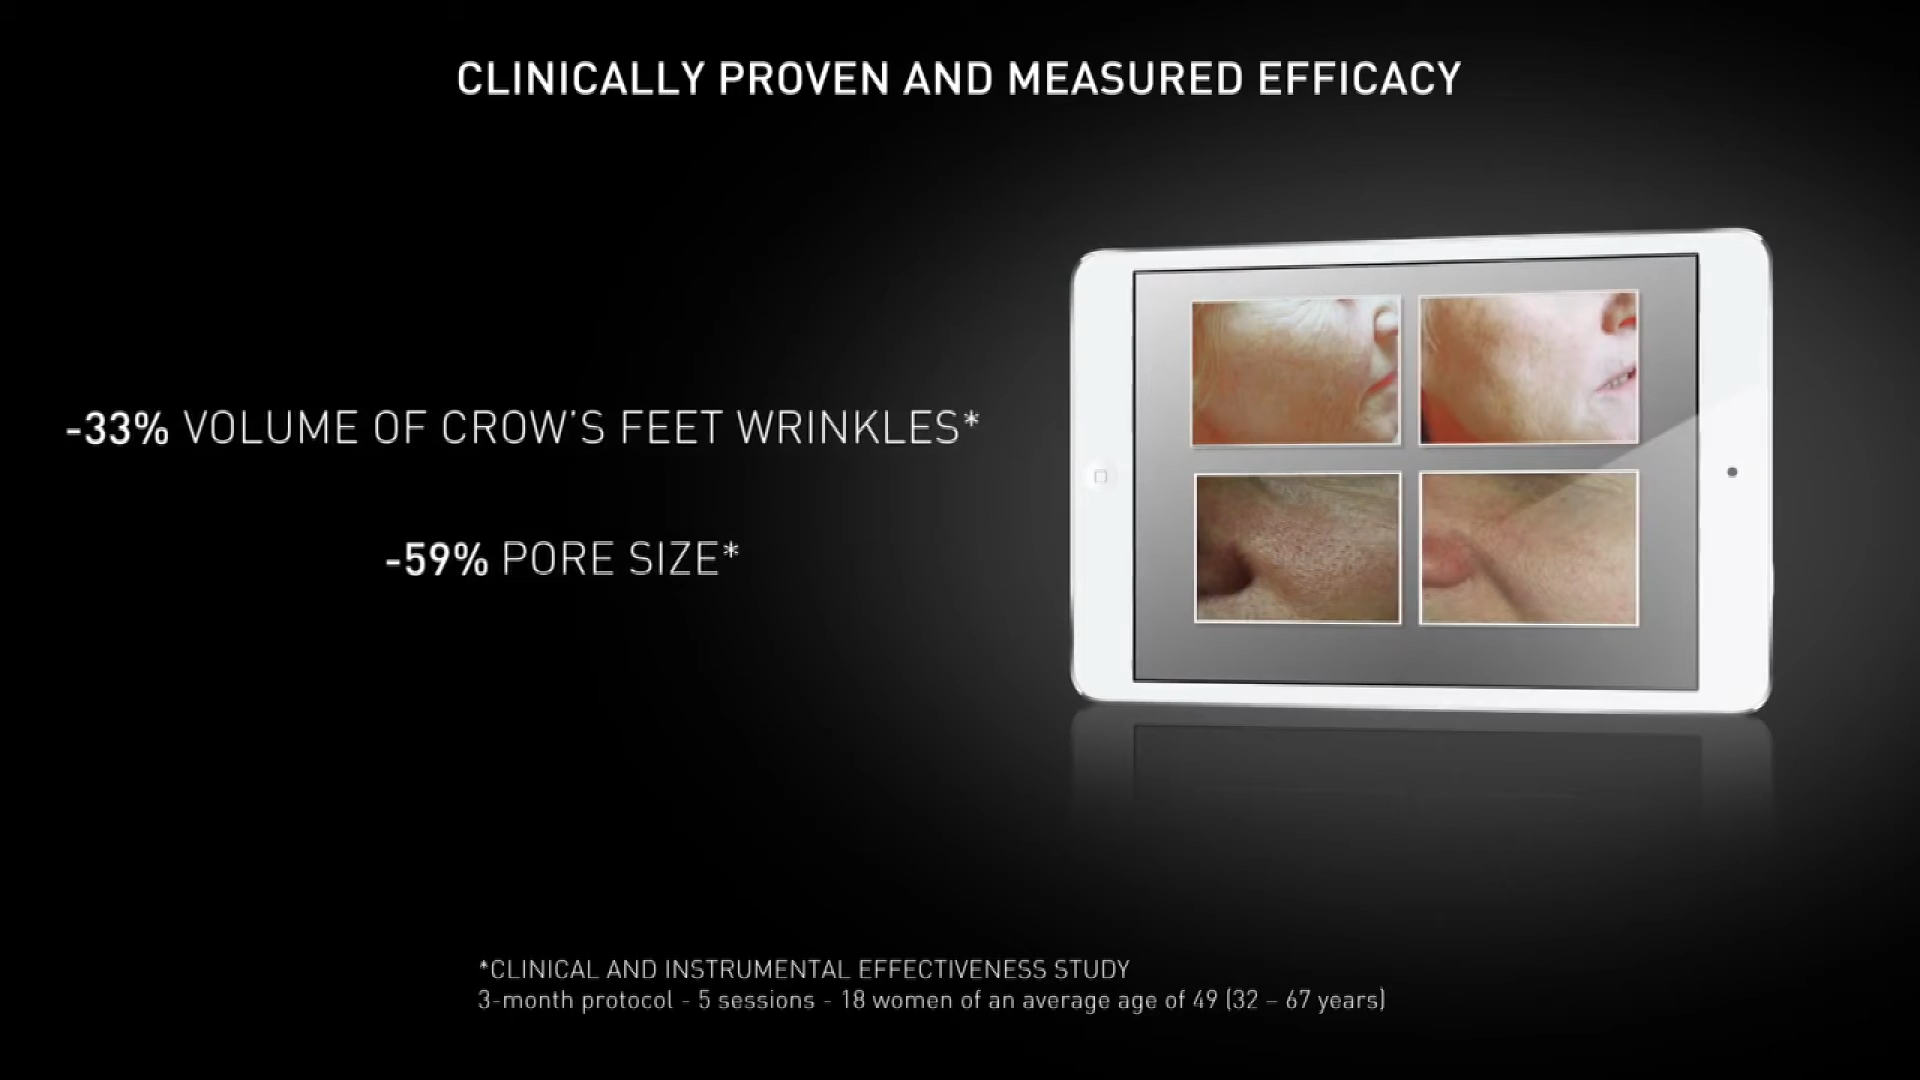 CLINICALLY PROVEN AND MEASURED EFFICACY
-33% VOLUME OF CROW'S FEET WRINKLES*
-59% PORE SIZE*
*CLINICAL AND INSTRUMENTAL EFFECTIVENESS STUDY
3-month protocol - 5 sessions - 18 women of an average age of 49 (32 – 67 years)